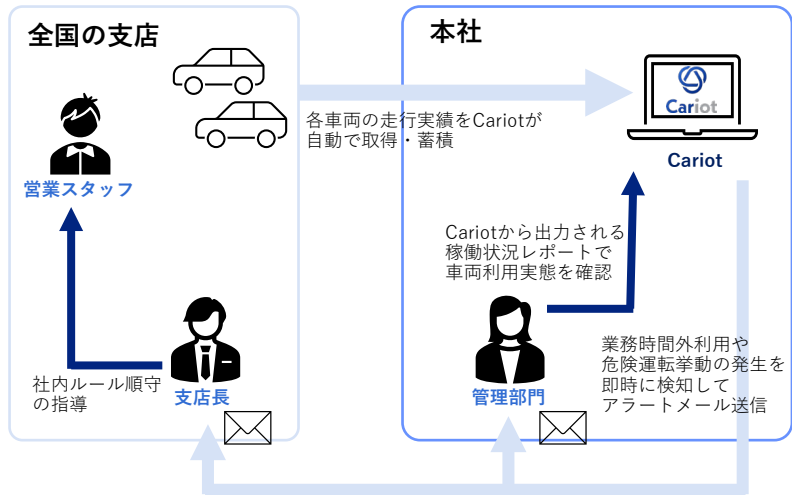 全国の支店
本社
Cariot
Cariot
各車両の走行実績をCariotが
自動で取得・蓄積
営業スタッフ
Cariotから出力される
稼働状況レポートで
車両利用実態を確認
業務時間外利用や
危険運転挙動の発生を
即時に検知して
アラートメール送信
社内ルール順守
の指導
支店長
管理部門